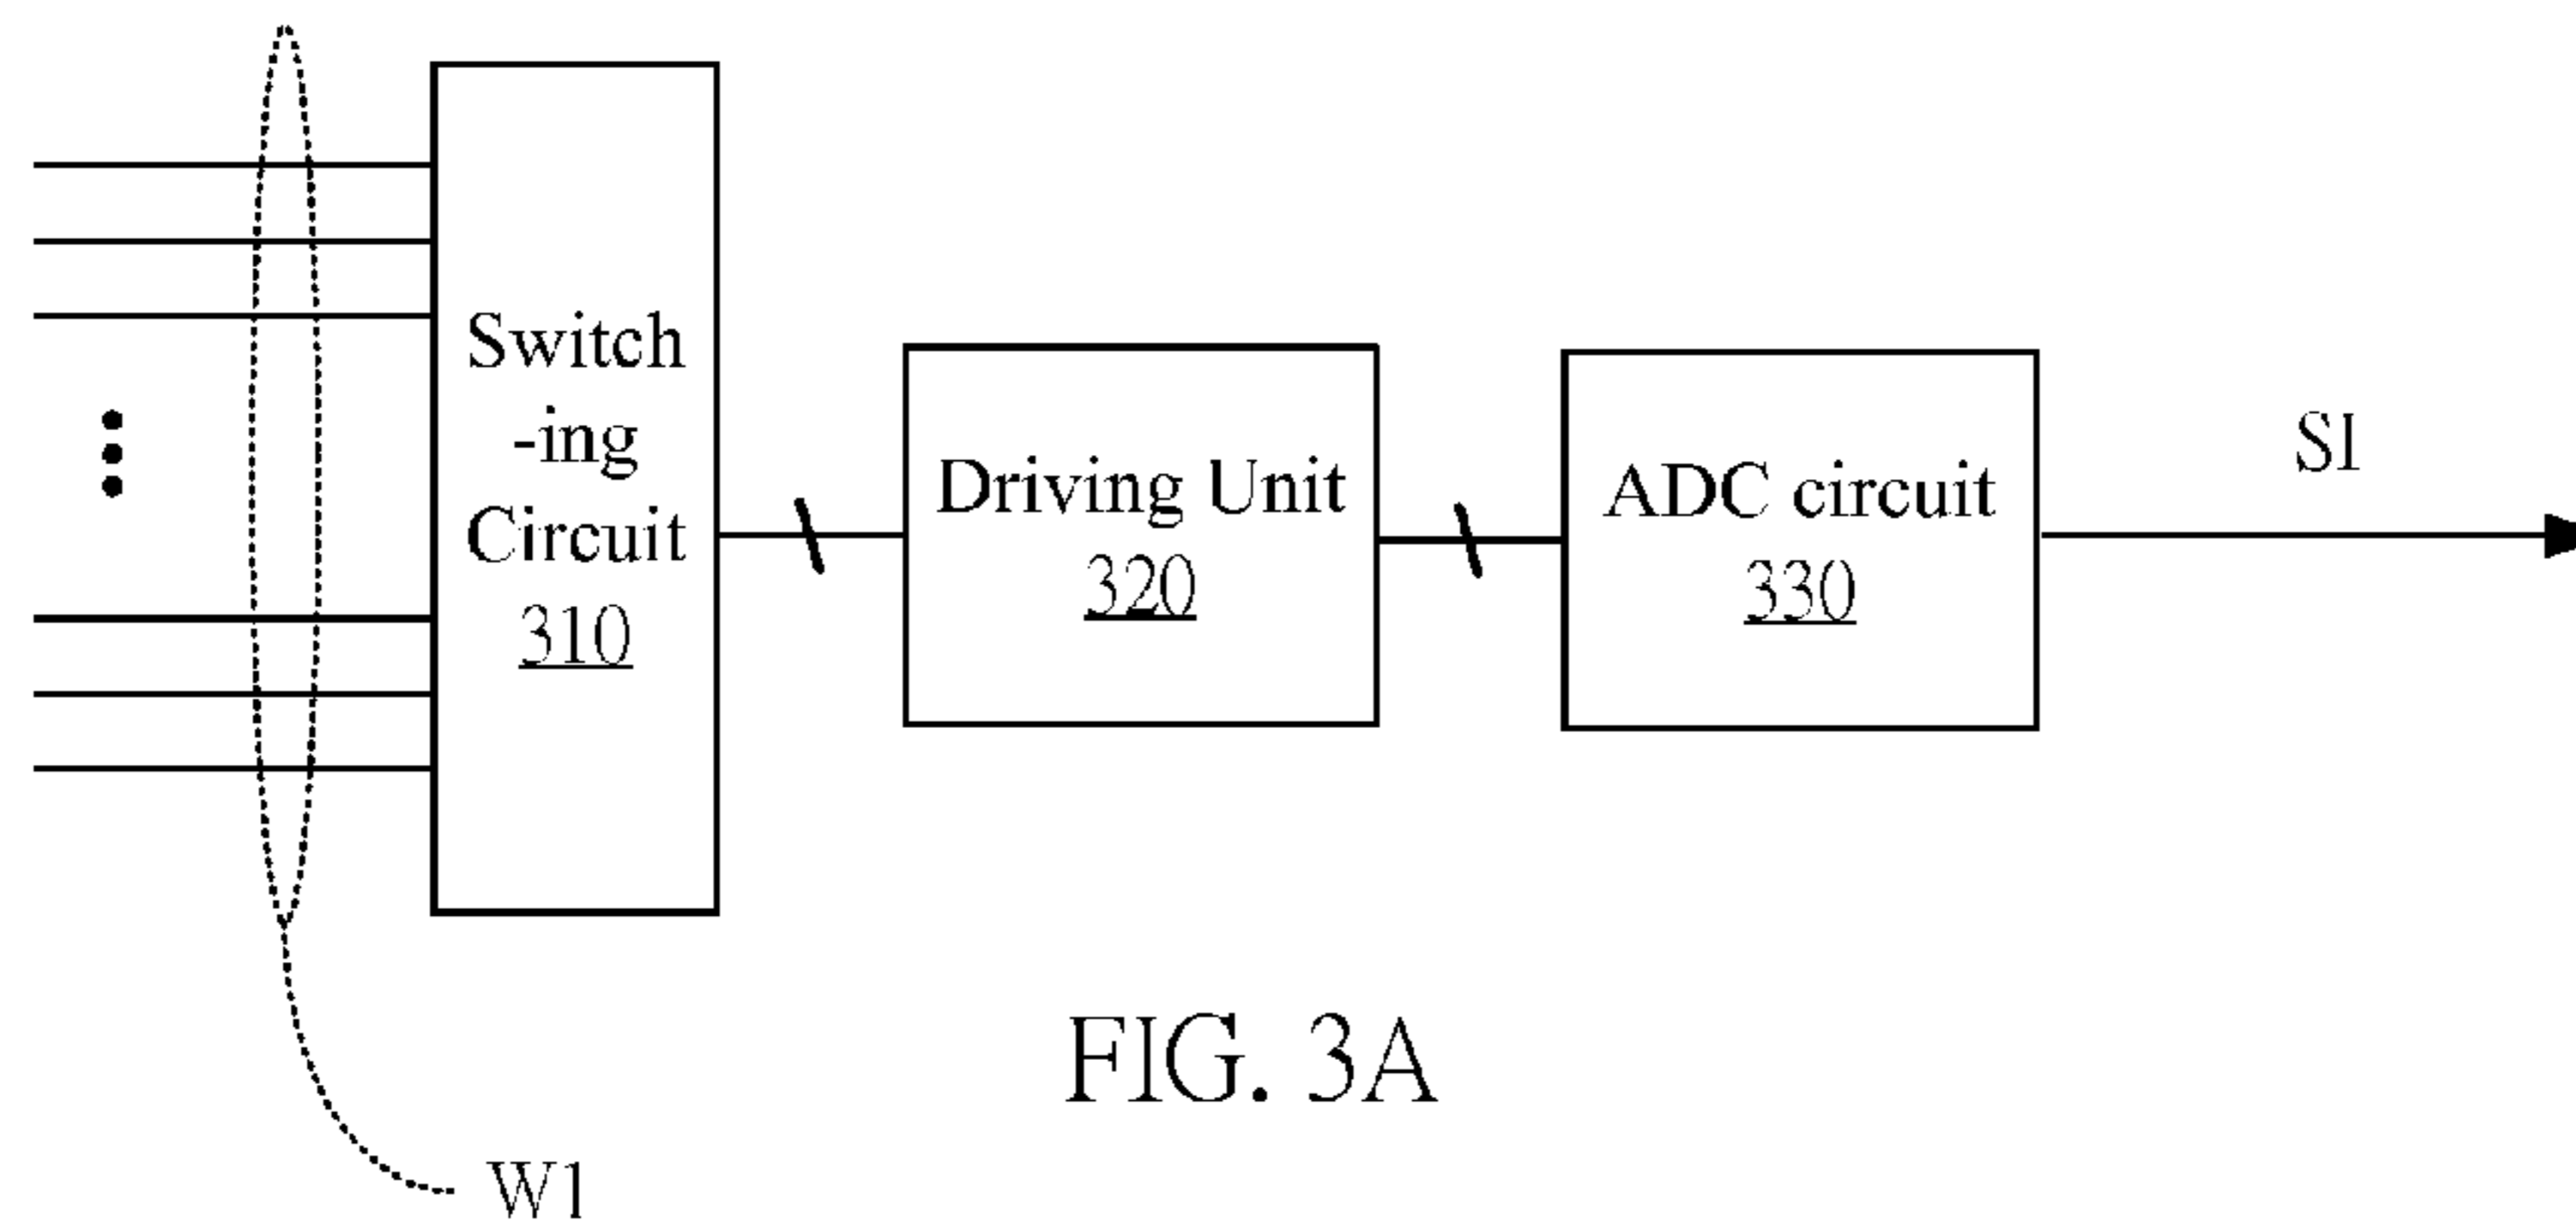 Switch
-ing
Circuit
310
Driving Unit
320
ADC circuit
330
SI
FIG. 3A
W1